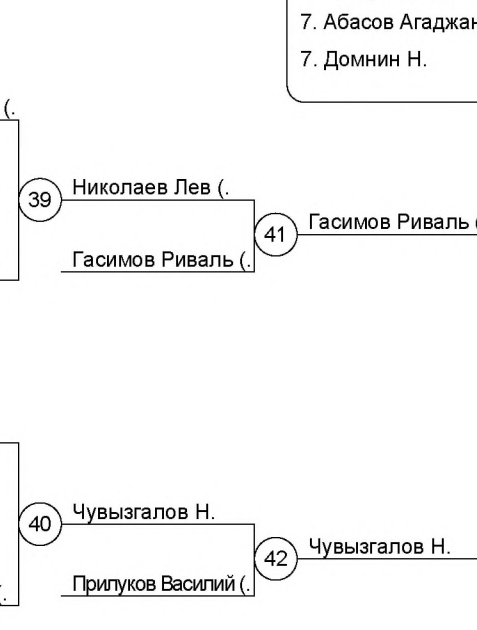 7. Абасов Агаджан
7. Домнин Н.
(.
39
Николаев Лев (.
41
Гасимов Риваль (
Гасимов Риваль (.
40
Чувызгалов Н.
42
Чувызгалов Н.
Прилуков Василий (.
(.